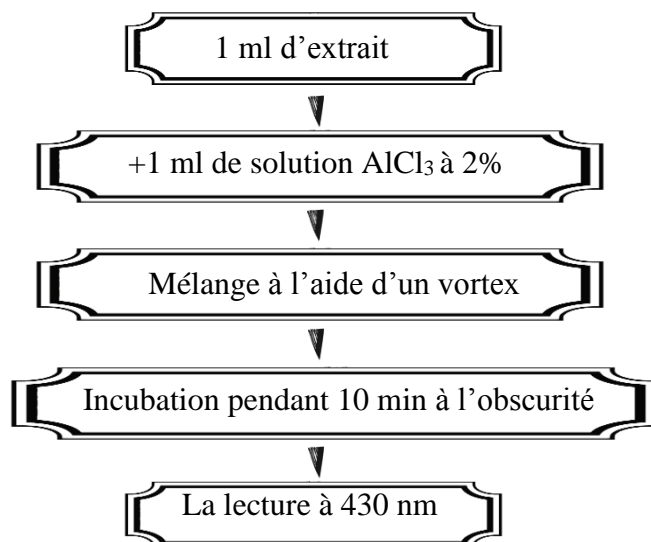 1 ml d’extrait
+1 ml de solution AlCl₃ à 2%
Mélange à l’aide d’un vortex
Incubation pendant 10 min à l’obscurité
La lecture à 430 nm